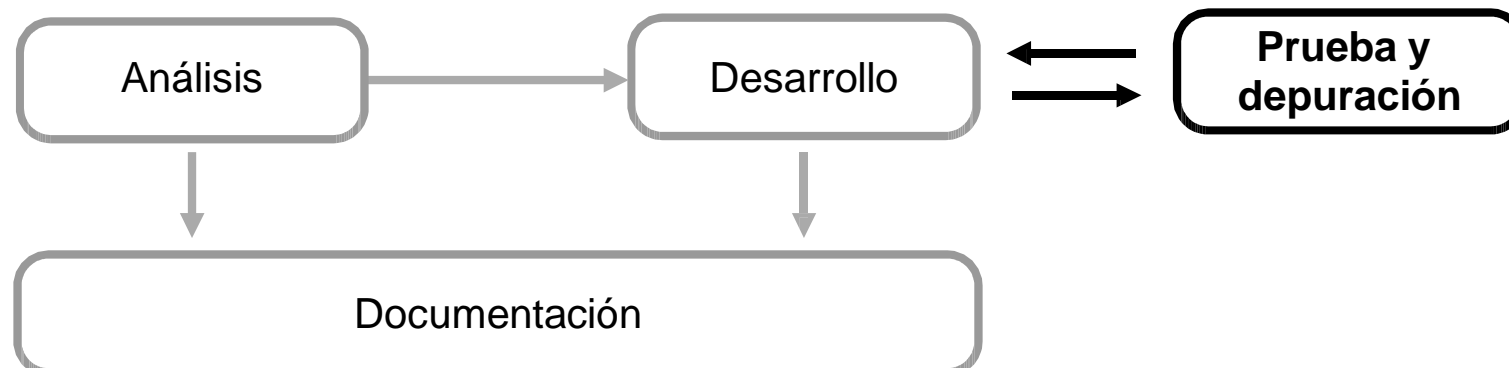 Análisis
Desarrollo
Prueba y
depuración
Documentación